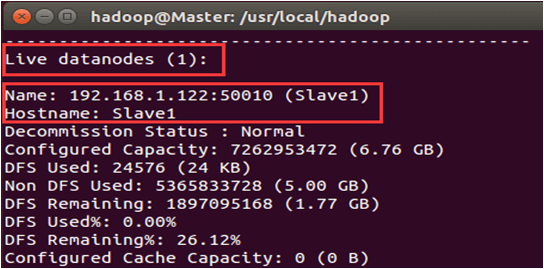 hadoop@Master: /usr/local/hadoop
-------------------------------------------------
Live datanodes (1):
Name: 192.168.1.122:50010 (Slave1)
Hostname: Slave1
Decommission Status : Normal
Configured Capacity: 7262953472 (6.76 GB)
DFS Used: 24576 (24 KB)
Non DFS Used: 5365833728 (5.00 GB)
DFS Remaining: 1897095168 (1.77 GB)
DFS Used%: 0.00%
DFS Remaining%: 26.12%
Configured Cache Capacity: 0 (0 B)